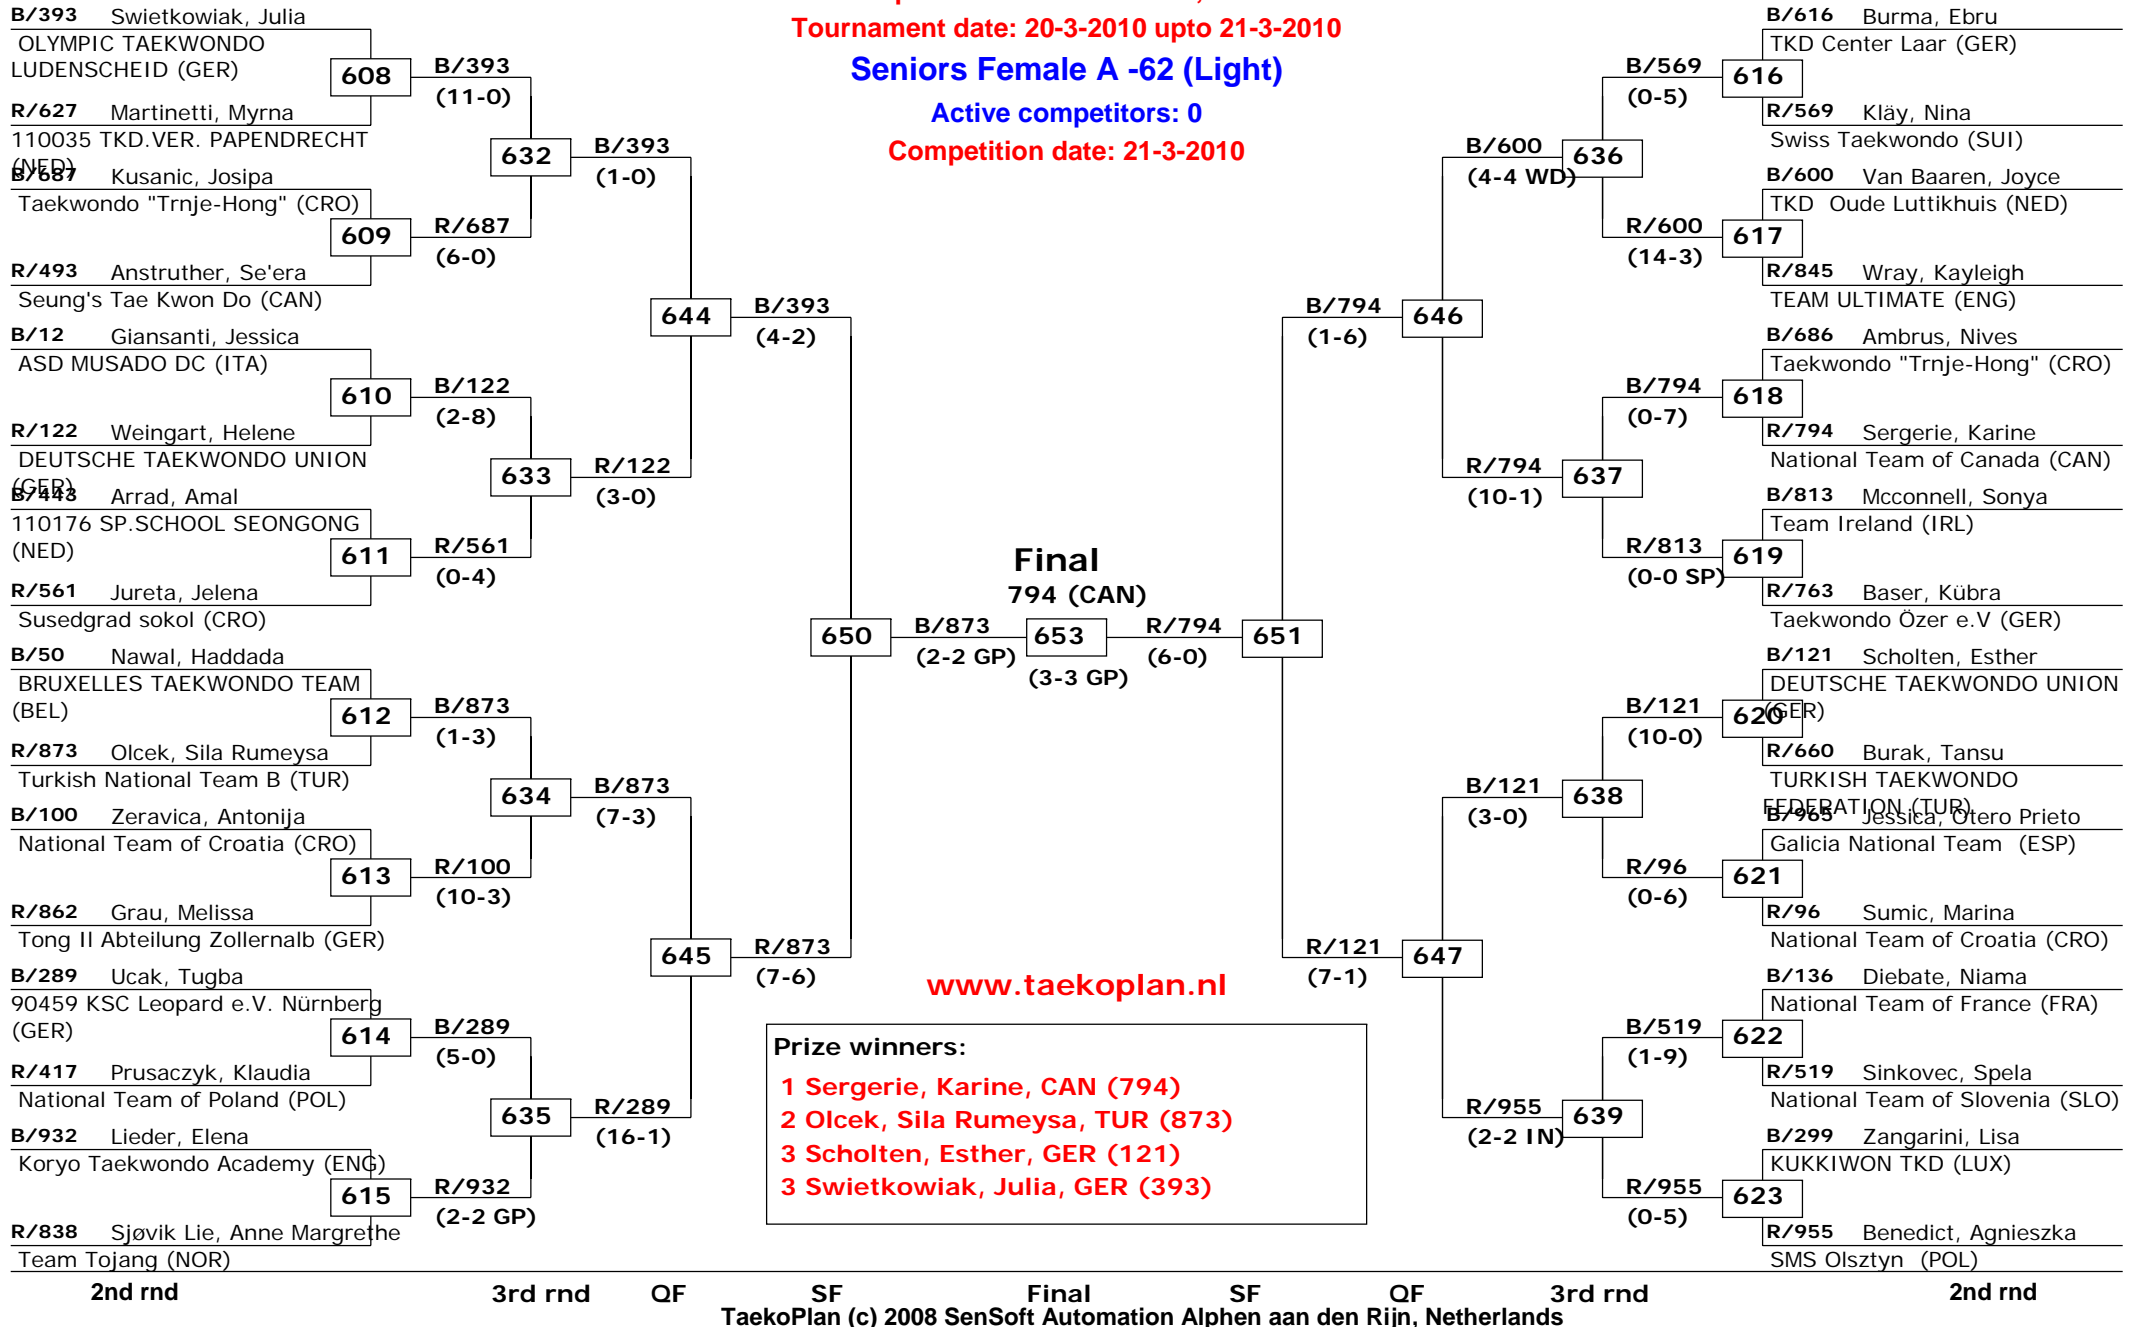 Tournament date: 20-3-2010 upto 21-3-2010
Seniors Female A -62 (Light)
Active competitors: 0
Competition date: 21-3-2010
B/393 Swietkowiak, Julia
OLYMPIC TAEKWONDO
LUDENSCHEID (GER)
608
R/627 Martinetti, Myrna
110035 TKD.VER. PAPENDRECHT
(NED)
B/687 Kusanic, Josipa
Taekwondo "Trnje-Hong" (CRO)
609
R/493 Anstruther, Se'era
Seung's Tae Kwon Do (CAN)
B/12 Giansanti, Jessica
ASD MUSADO DC (ITA)
610
R/122 Weingart, Helene
DEUTSCHE TAEKWONDO UNION
(GER)
B/443 Arrad, Amal
110176 SP.SCHOOL SEONGONG
(NED)
611
R/561 Jureta, Jelena
Susedgrad sokol (CRO)
B/50 Nawal, Haddada
BRUXELLES TAEKWONDO TEAM
(BEL)
612
R/873 Olcek, Sila Rumeysa
Turkish National Team B (TUR)
B/100 Zeravica, Antonija
National Team of Croatia (CRO)
613
R/862 Grau, Melissa
Tong Il Abteilung Zollernalb (GER)
B/289 Ucak, Tugba
90459 KSC Leopard e.V. Nürnberg
(GER)
614
R/417 Prusaczyk, Klaudia
National Team of Poland (POL)
B/932 Lieder, Elena
Koryo Taekwondo Academy (ENG)
615
R/838 Sjøvik Lie, Anne Margrethe
Team Tojang (NOR)
B/393
(11-0)
632
R/687
(6-0)
B/122
(2-8)
633
R/561
(0-4)
B/873
(1-3)
634
R/100
(10-3)
B/289
(5-0)
635
R/932
(2-2 GP)
B/393
(1-0)
644
R/122
(3-0)
B/873
(7-3)
645
R/289
(16-1)
B/393
(4-2)
650
R/873
(7-6)
Final
794 (CAN)
B/873
(2-2 GP)
653
(3-3 GP)
R/794
(6-0)
651
B/794
(1-6)
R/121
(7-1)
646
647
B/600
(4-4 WD)
R/794
(10-1)
B/121
(3-0)
R/955
(2-2 IN)
636
637
638
639
B/569
(0-5)
R/600
(14-3)
B/794
(0-7)
R/813
(0-0 SP)
B/121
(10-0)
R/96
(0-6)
B/519
(1-9)
R/955
(0-5)
B/616 Burma, Ebru
TKD Center Laar (GER)
616
R/569 Kläy, Nina
Swiss Taekwondo (SUI)
B/600 Van Baaren, Joyce
TKD Oude Luttikhuis (NED)
617
R/845 Wray, Kayleigh
TEAM ULTIMATE (ENG)
B/686 Ambrus, Nives
Taekwondo "Trnje-Hong" (CRO)
618
R/794 Sergerie, Karine
National Team of Canada (CAN)
B/813 Mcconnell, Sonya
Team Ireland (IRL)
619
R/763 Baser, Kübra
Taekwondo Özer e.V (GER)
B/121 Scholten, Esther
DEUTSCHE TAEKWONDO UNION
(GER)
620
R/660 Burak, Tansu
TURKISH TAEKWONDO
FEDERATION (TUR)
B/965 Jessica, Otero Prieto
Galicia National Team (ESP)
621
R/96 Sumic, Marina
National Team of Croatia (CRO)
B/136 Diebate, Niama
National Team of France (FRA)
622
R/519 Sinkovec, Spela
National Team of Slovenia (SLO)
B/299 Zangarini, Lisa
KUKKIWON TKD (LUX)
623
R/955 Benedict, Agnieszka
SMS Olsztyn (POL)
www.taekoplan.nl
Prize winners:
1 Sergerie, Karine, CAN (794)
2 Olcek, Sila Rumeysa, TUR (873)
3 Scholten, Esther, GER (121)
3 Swietkowiak, Julia, GER (393)
2nd rnd 3rd rnd QF SF Final SF QF 3rd rnd 2nd rnd
TaekoPlan (c) 2008 SenSoft Automation Alphen aan den Rijn, Netherlands